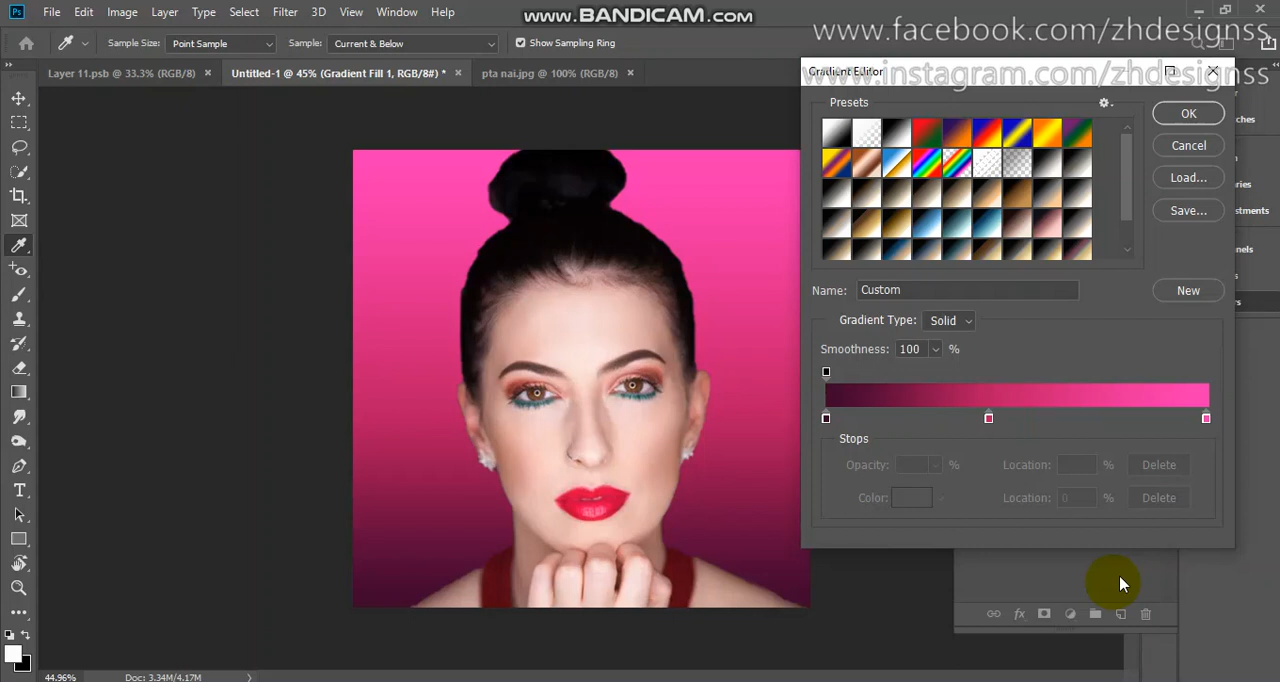 Ps File Edit Image Layer Type Select Filter 3D View Window Help
www.BANDICAM.com
www.facebook.com/zhdesignss
Sample Size: Point Sample Sample: Current & Below Show Sampling Ring
Layer 11.psb @ 33.3% (RGB/8) × Untitled-1 @ 45% (Gradient Fill 1, RGB/8#) * × pta nai.jpg @ 100% (RGB/8) ×
Gradient Editor
www.instagram.com/zhdesignss
Presets
OK
Cancel
Load...
Save...
Name: Custom
New
Gradient Type: Solid
Smoothness: 100 %
Stops
Opacity: % Location: % Delete
Color: Location: 0 % Delete
fx
44.96% Doc: 3.34M/4.17M